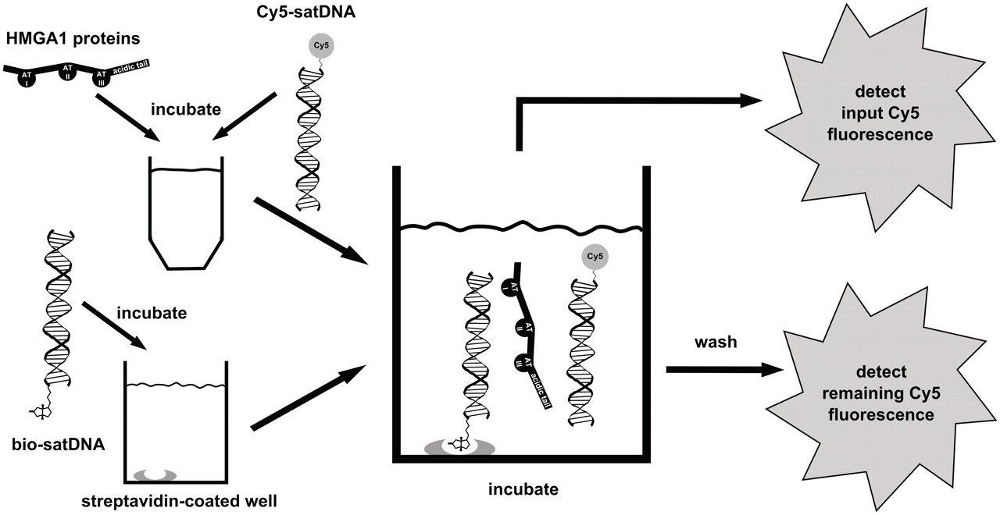 HMGA1 proteins
AT
I
AT
II
AT
III
acidic tail
Cy5-satDNA
Cy5
incubate
bio-satDNA
incubate
streptavidin-coated well
Cy5
AT
I
AT
II
AT
III
acidic tail
incubate
detect
input Cy5
fluorescence
wash
detect
remaining Cy5
fluorescence